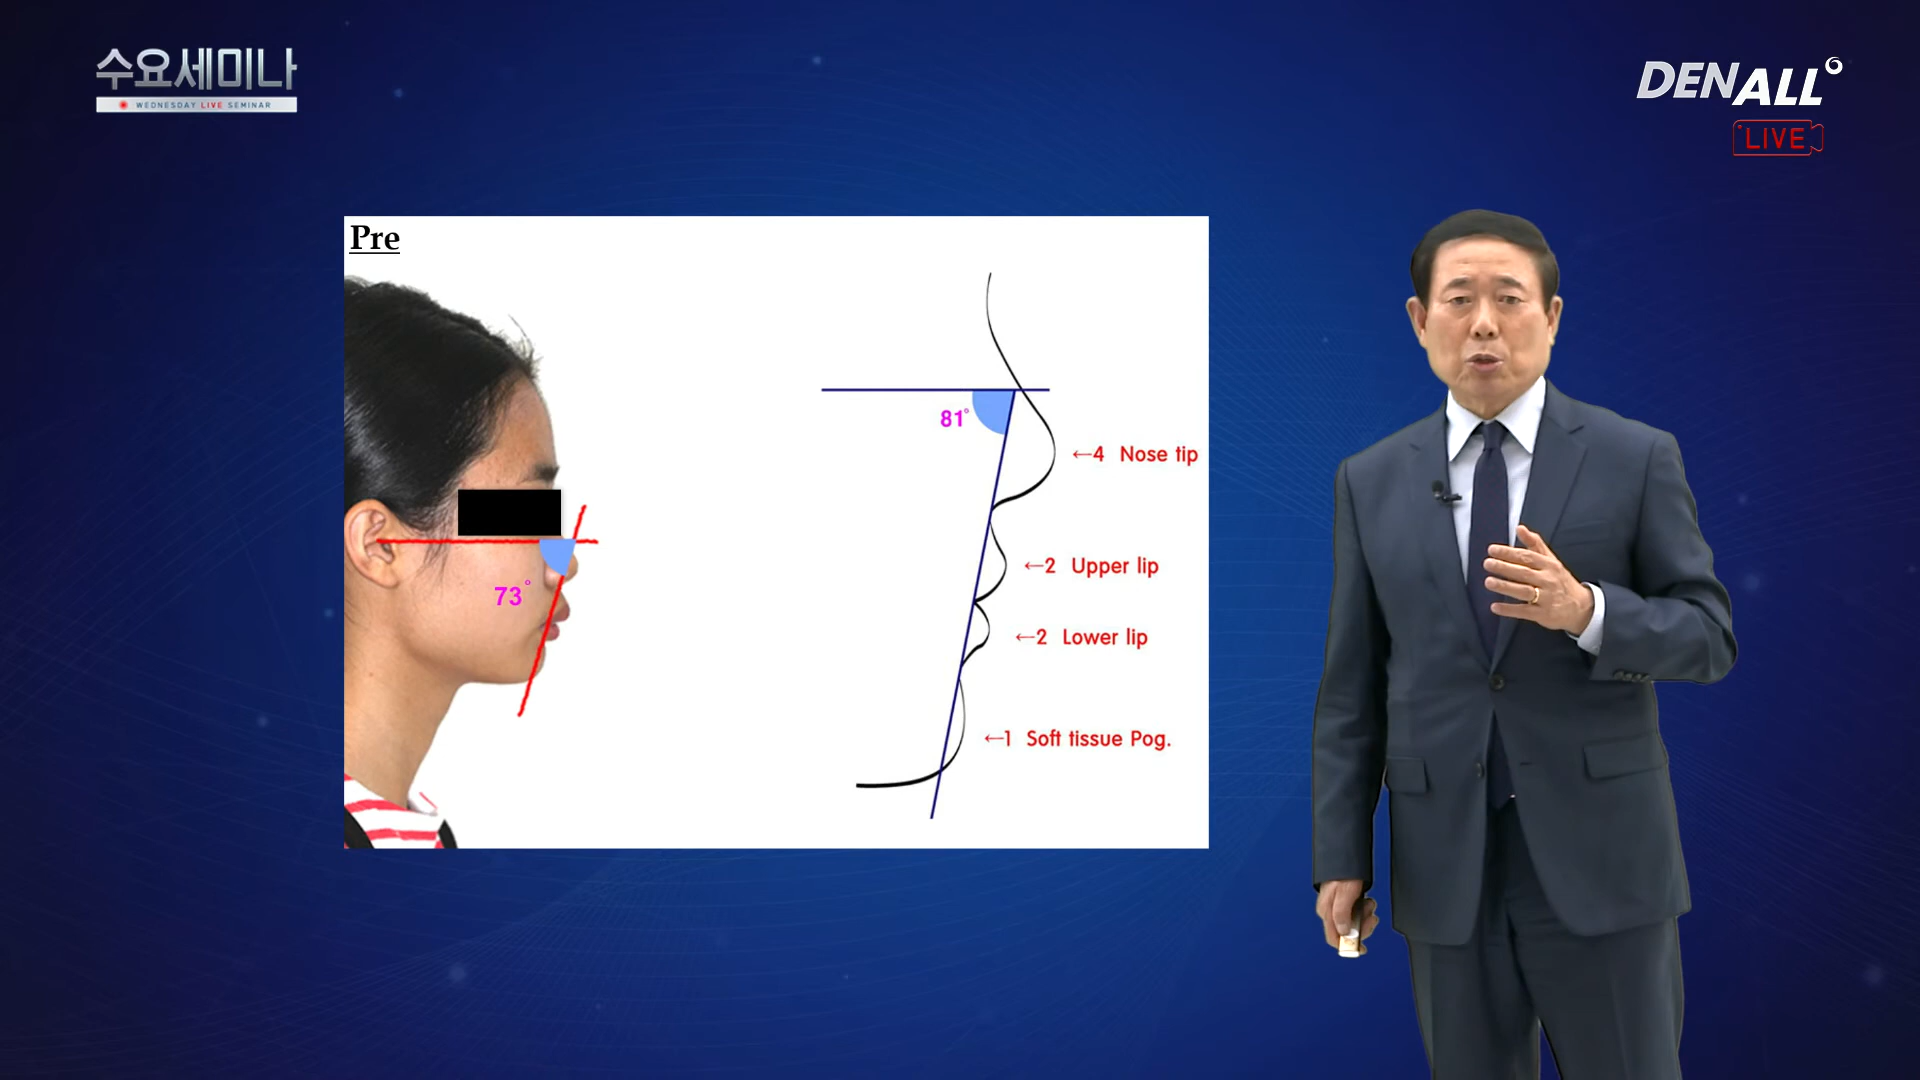 수요세미나
WEDNESDAY LIVE SEMINAR
DENALL
LIVE
Pre
81°
←4 Nose tip
←2 Upper lip
73°
←2 Lower lip
←1 Soft tissue Pog.